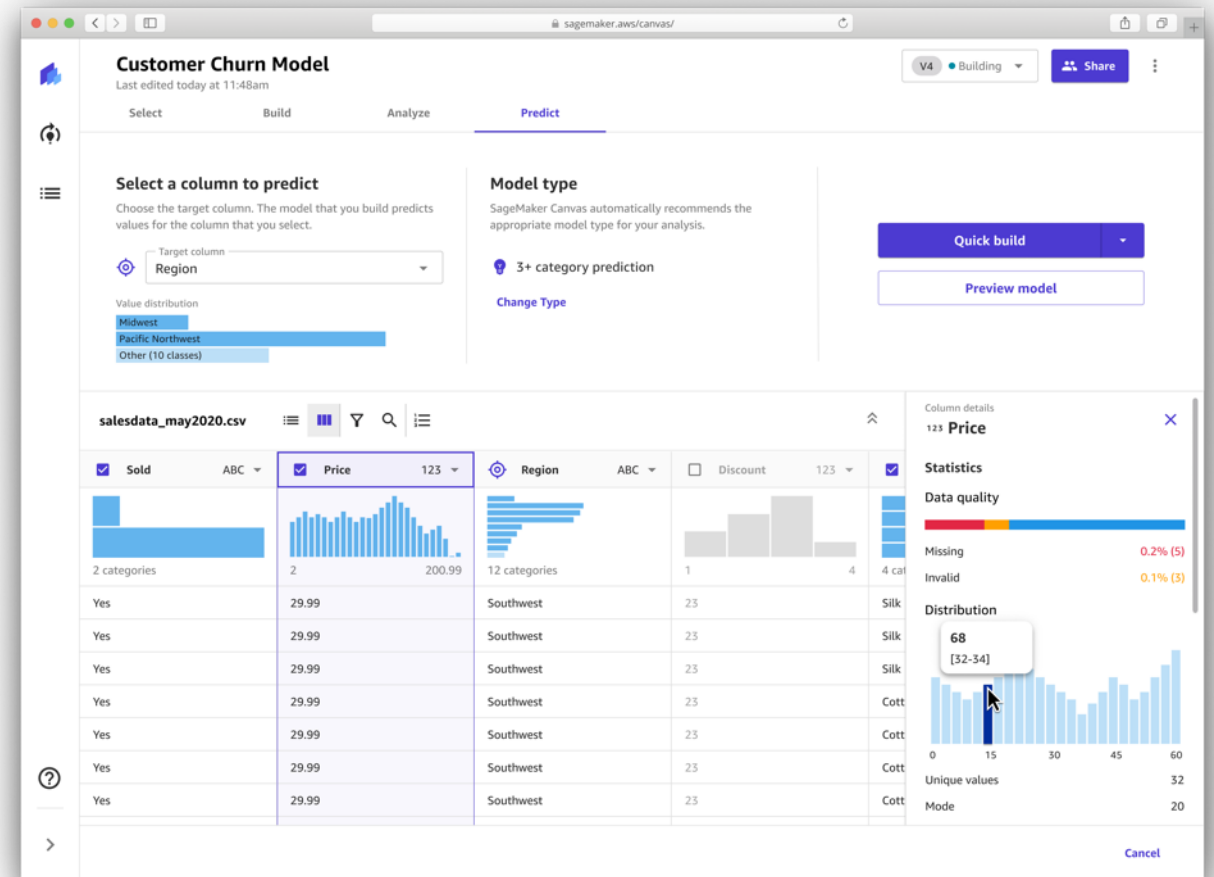 sagemaker.aws/canvas/
Customer Churn Model
Last edited today at 11:48am
V4 Building
Share
Select Build Analyze Predict
Select a column to predict
Choose the target column. The model that you build predicts
values for the column that you select.
Target column
Region
Value distribution
Midwest
Pacific Northwest
Other (10 classes)
Model type
SageMaker Canvas automatically recommends the
appropriate model type for your analysis.
3+ category prediction
Change Type
Quick build
Preview model
salesdata_may2020.csv
Sold ABC Price 123 Region ABC Discount 123
2 categories 2 200.99 12 categories 1 4 4 cat
Yes 29.99 Southwest 23 Silk
Yes 29.99 Southwest 23 Silk
Yes 29.99 Southwest 23 Silk
Yes 29.99 Southwest 23 Cott
Yes 29.99 Southwest 23 Cott
Yes 29.99 Southwest 23 Cott
Yes 29.99 Southwest 23 Cott
Column details
123 Price
Statistics
Data quality
Missing 0.2% (5)
Invalid 0.1% (3)
Distribution
68
[32-34]
0 15 30 45 60
Unique values 32
Mode 20
Cancel